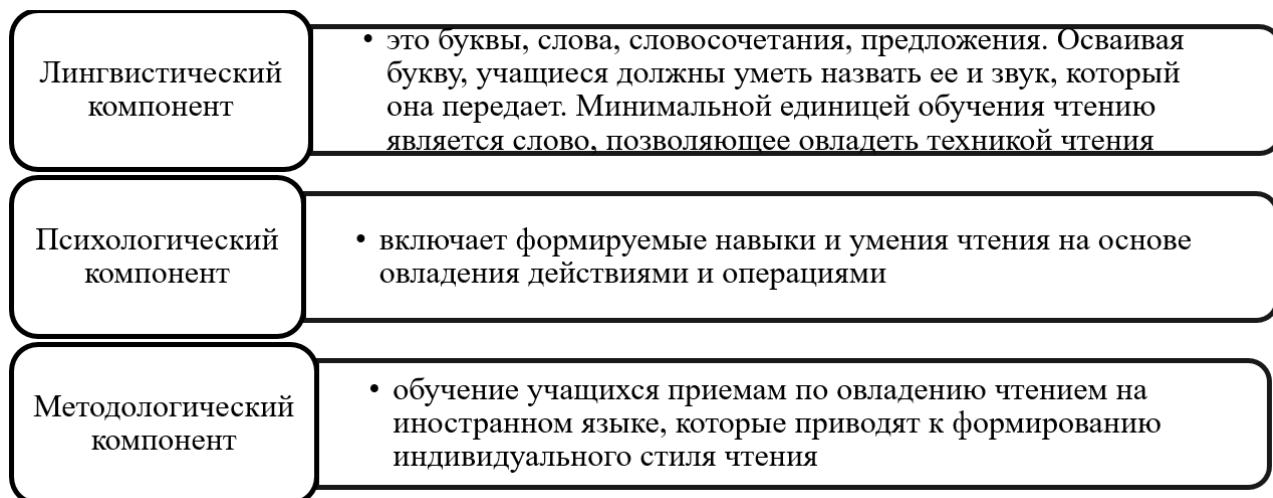 Лингвистический
компонент
• это буквы, слова, словосочетания, предложения. Осваивая
букву, учащиеся должны уметь назвать ее и звук, который
она передает. Минимальной единицей обучения чтению
является слово, позволяющее овладеть техникой чтения
Психологический
компонент
• включает формируемые навыки и умения чтения на основе
овладения действиями и операциями
Методологический
компонент
• обучение учащихся приемам по овладению чтением на
иностранном языке, которые приводят к формированию
индивидуального стиля чтения